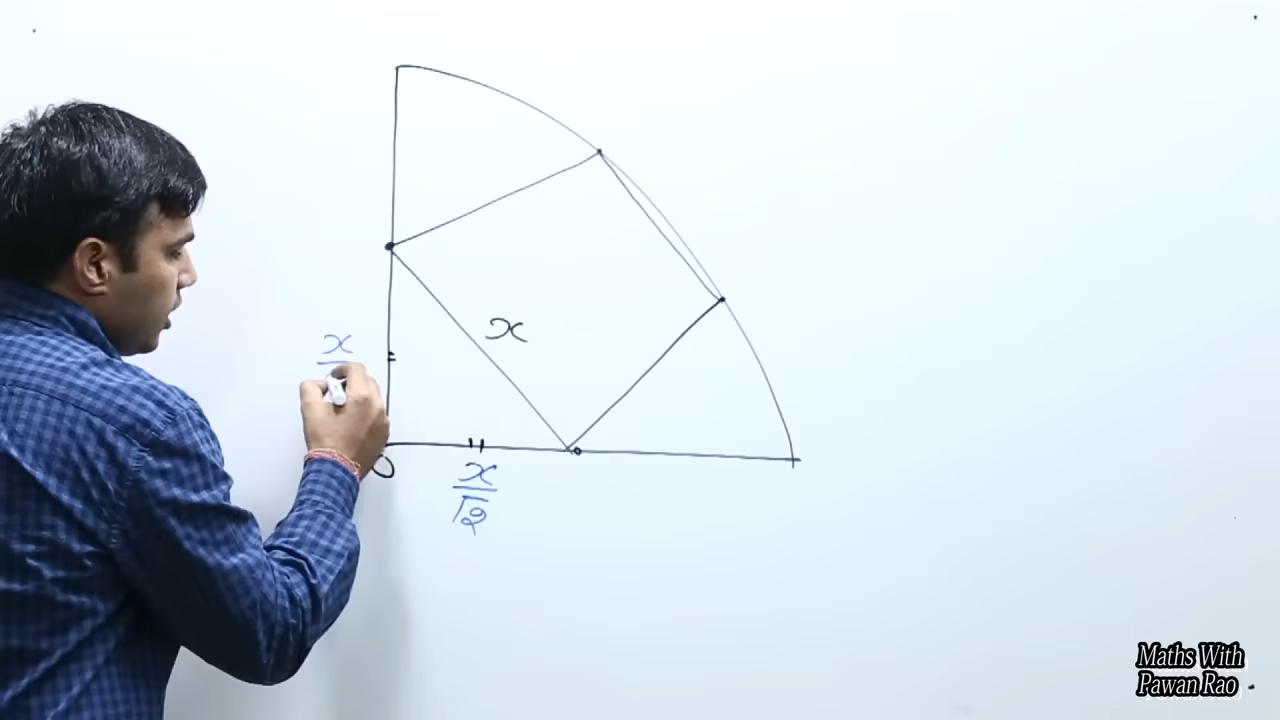 x
x
O
x
√2
Maths With
Pawan Rao